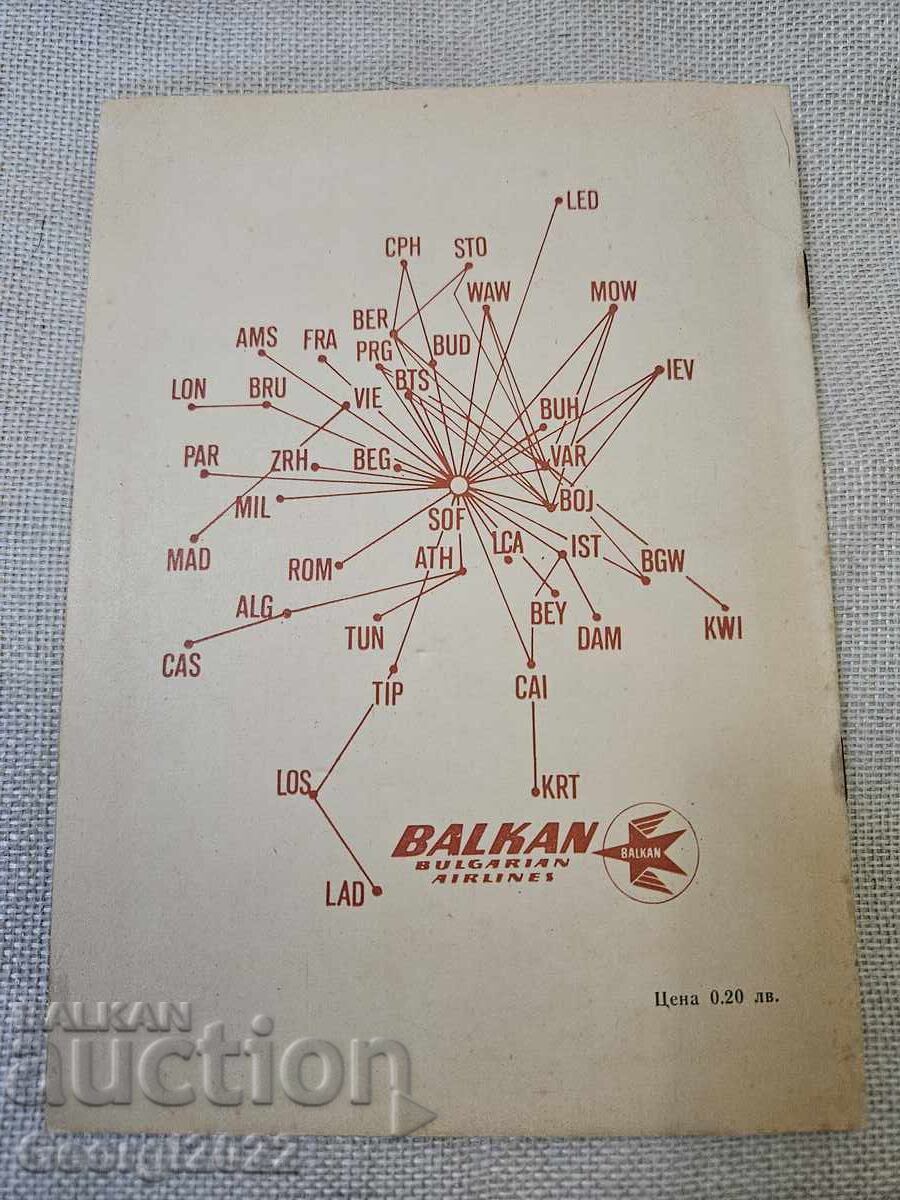 LED
CPH STO
WAW MOW
BER
AMS FRA PRG BUD
IEV
LON BRU VIE BTS
BUH
PAR ZRH BEG VAR
MIL SOF BOJ
MAD ROM ATH LCA IST BGW
ALG TUN BEY DAM KWI
CAS
TIP CAI
LOS KRT
BALKAN
BULGARIAN
AIRLINES
BALKAN
LAD
Цена 0.20 лв.
BALKAN
auction
Georgi2022